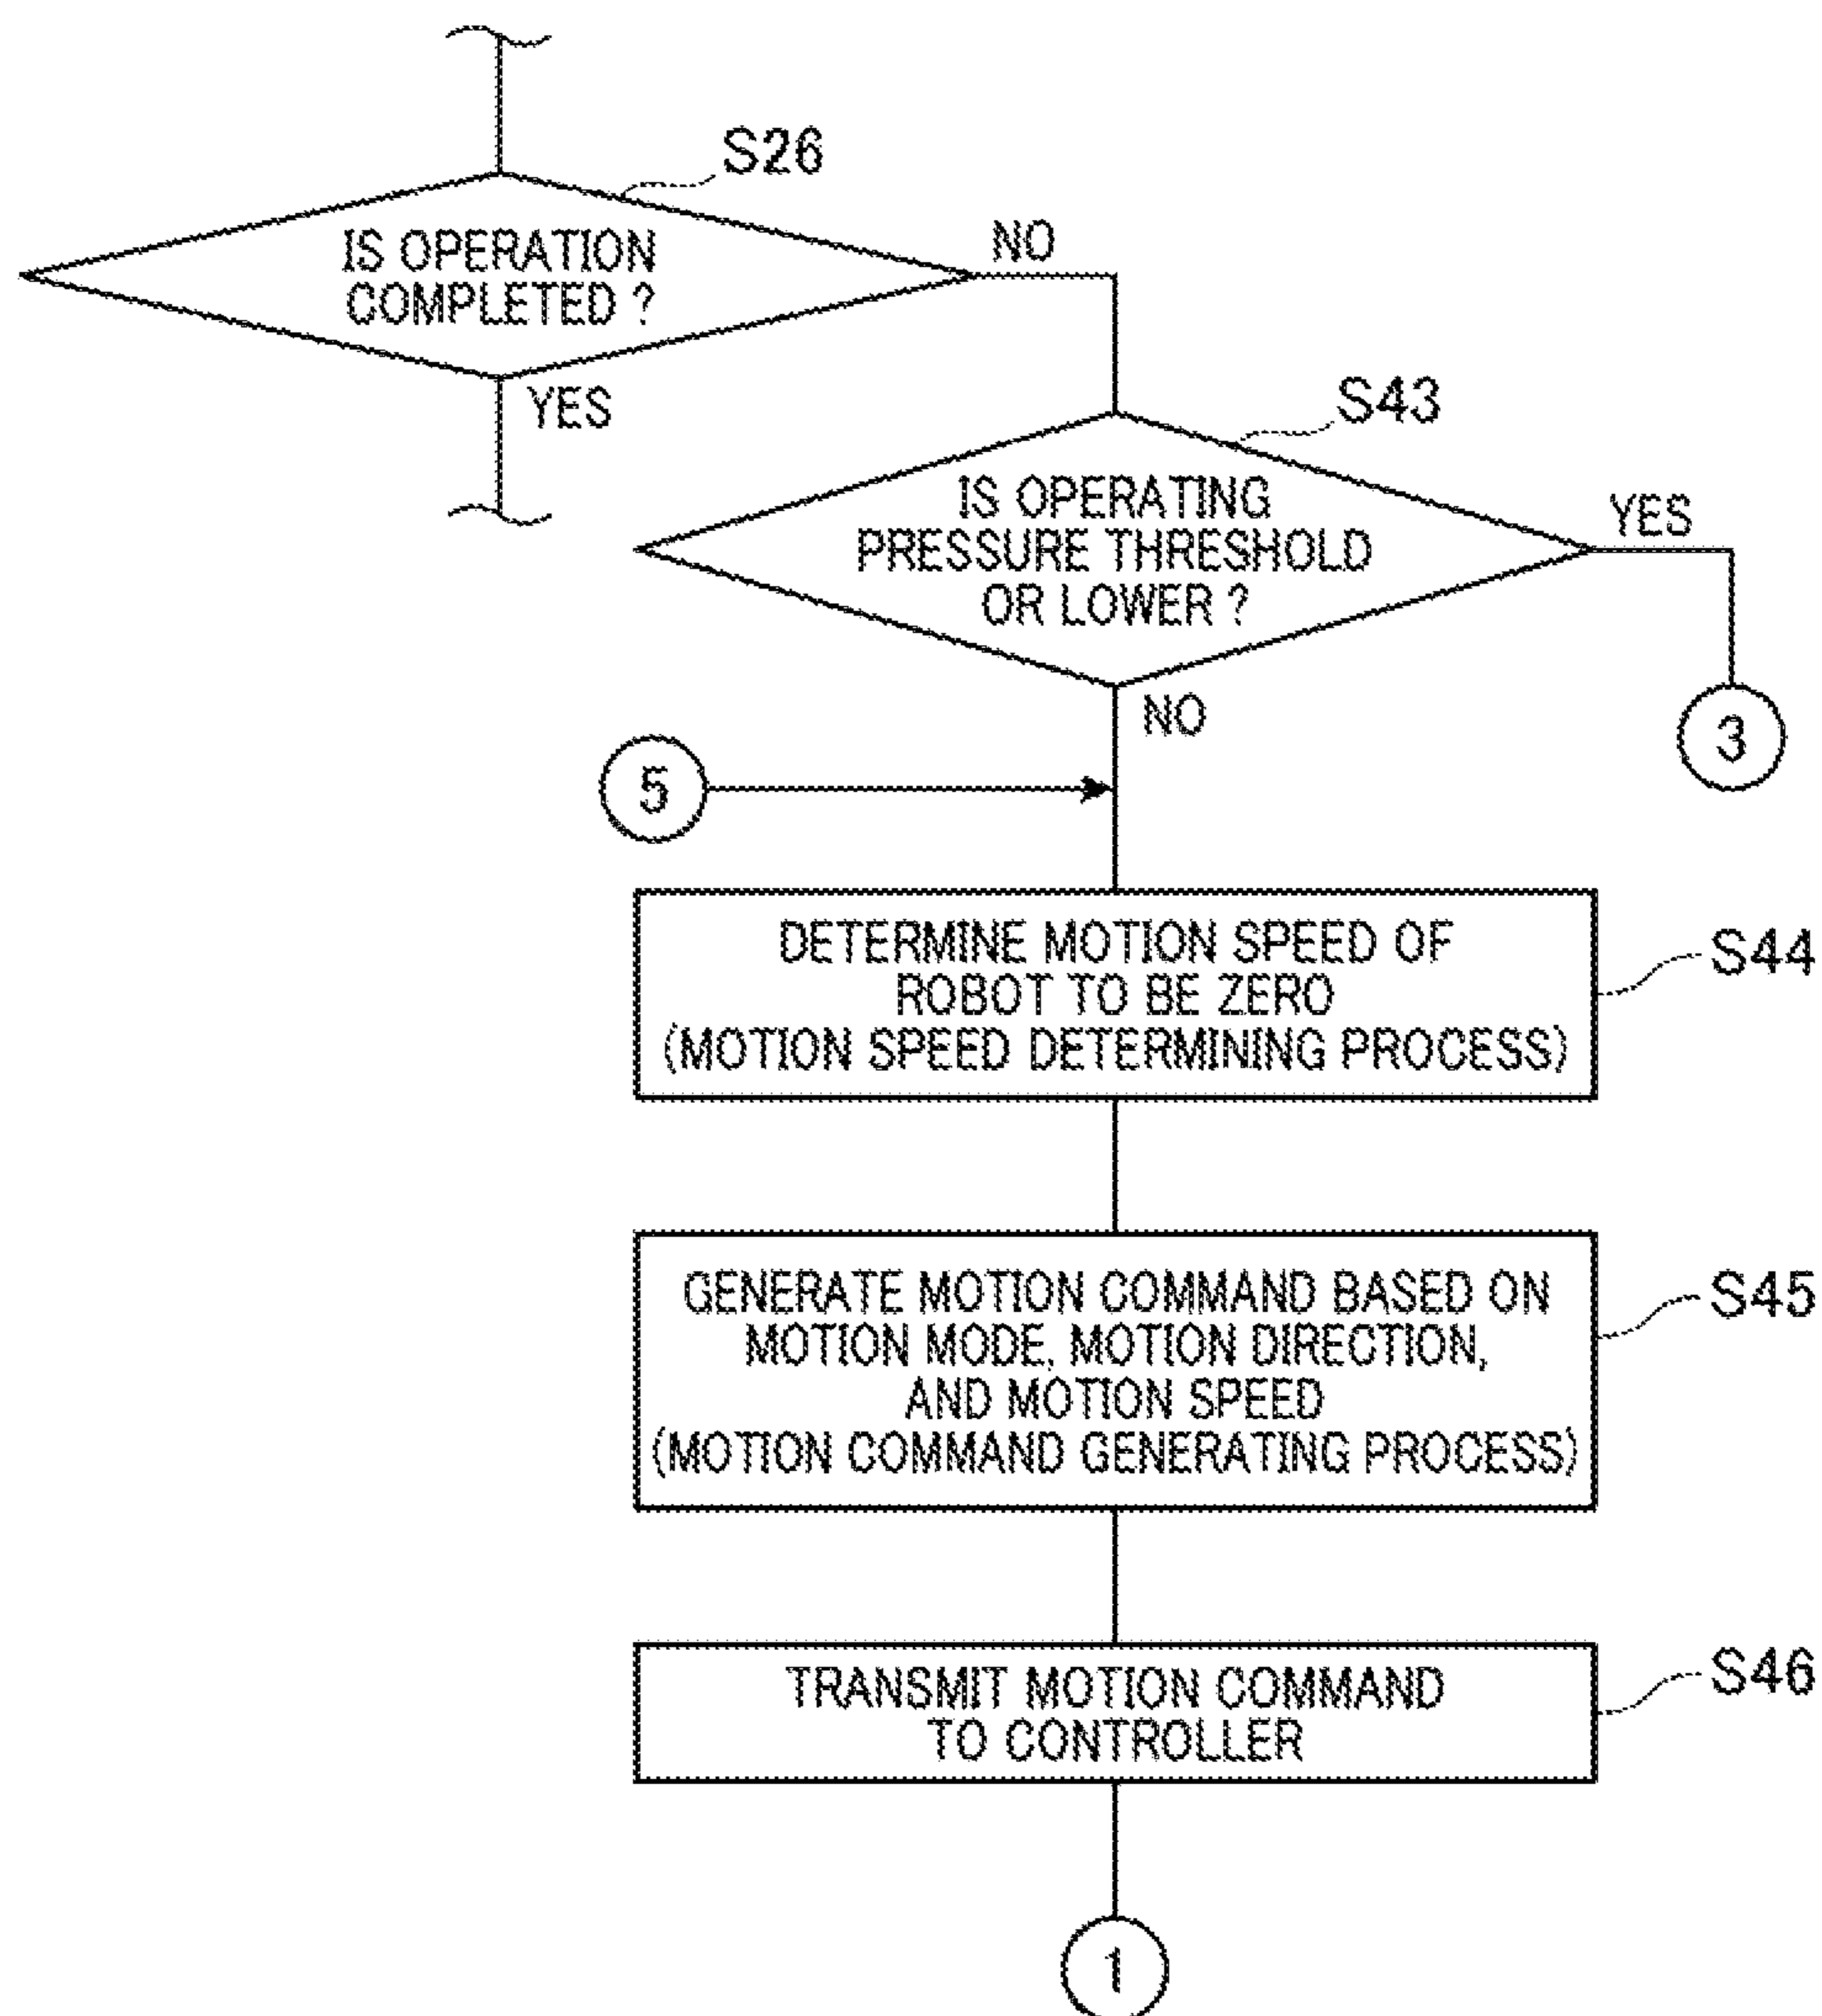 S26
IS OPERATION
COMPLETED ?
NO
YES
S43
IS OPERATING
PRESSURE THRESHOLD
OR LOWER ?
YES
NO
3
5
DETERMINE MOTION SPEED OF
ROBOT TO BE ZERO
(MOTION SPEED DETERMINING PROCESS)
S44
GENERATE MOTION COMMAND BASED ON
MOTION MODE, MOTION DIRECTION,
AND MOTION SPEED
(MOTION COMMAND GENERATING PROCESS)
S45
TRANSMIT MOTION COMMAND
TO CONTROLLER
S46
1